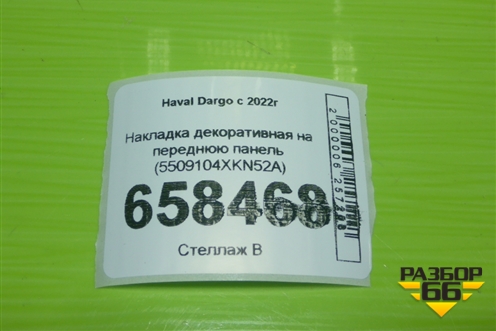 Haval Dargo с 2022г
Накладка декоративная на
переднюю панель
(5509104XKN52A)
658468
Стеллаж В
РАЗБОР
66